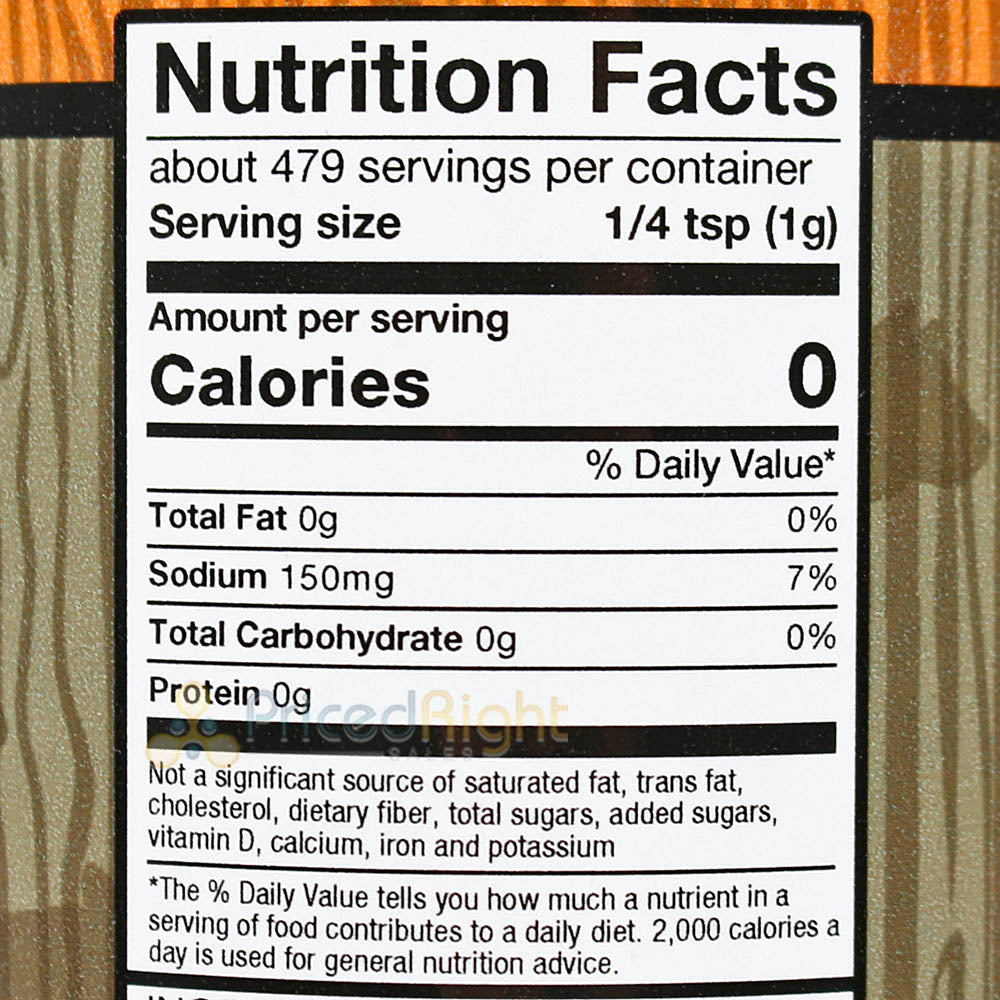 Nutrition Facts
about 479 servings per container
Serving size 1/4 tsp (1g)
Amount per serving
Calories 0
% Daily Value*
Total Fat 0g 0%
Sodium 150mg 7%
Total Carbohydrate 0g 0%
Protein 0g
PricedRight
SALES
Not a significant source of saturated fat, trans fat,
cholesterol, dietary fiber, total sugars, added sugars,
vitamin D, calcium, iron and potassium
*The % Daily Value tells you how much a nutrient in a
serving of food contributes to a daily diet. 2,000 calories a
day is used for general nutrition advice.